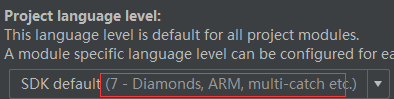 Project language level:
This language level is default for all project modules.
A module specific language level can be configured for ea
SDK default (7 - Diamonds, ARM, multi-catch etc.)